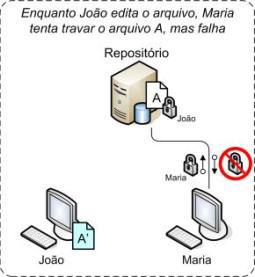 Enquanto João edita o arquivo, Maria
tenta travar o arquivo A, mas falha
Repositório
A
João
Maria
A'
João
Maria